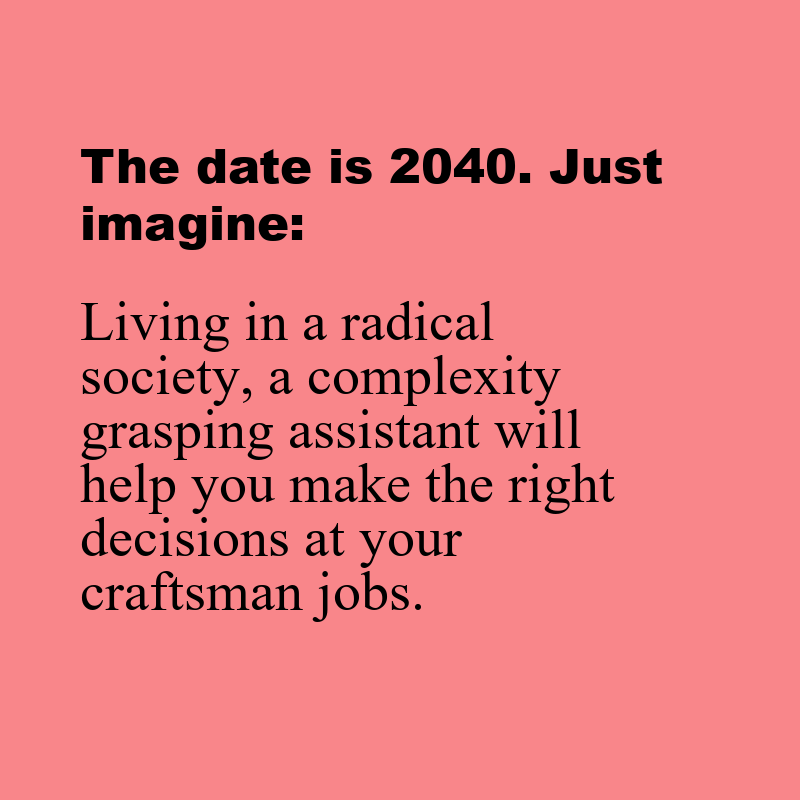 The date is 2040. Just
imagine:
Living in a radical
society, a complexity
grasping assistant will
help you make the right
decisions at your
craftsman jobs.